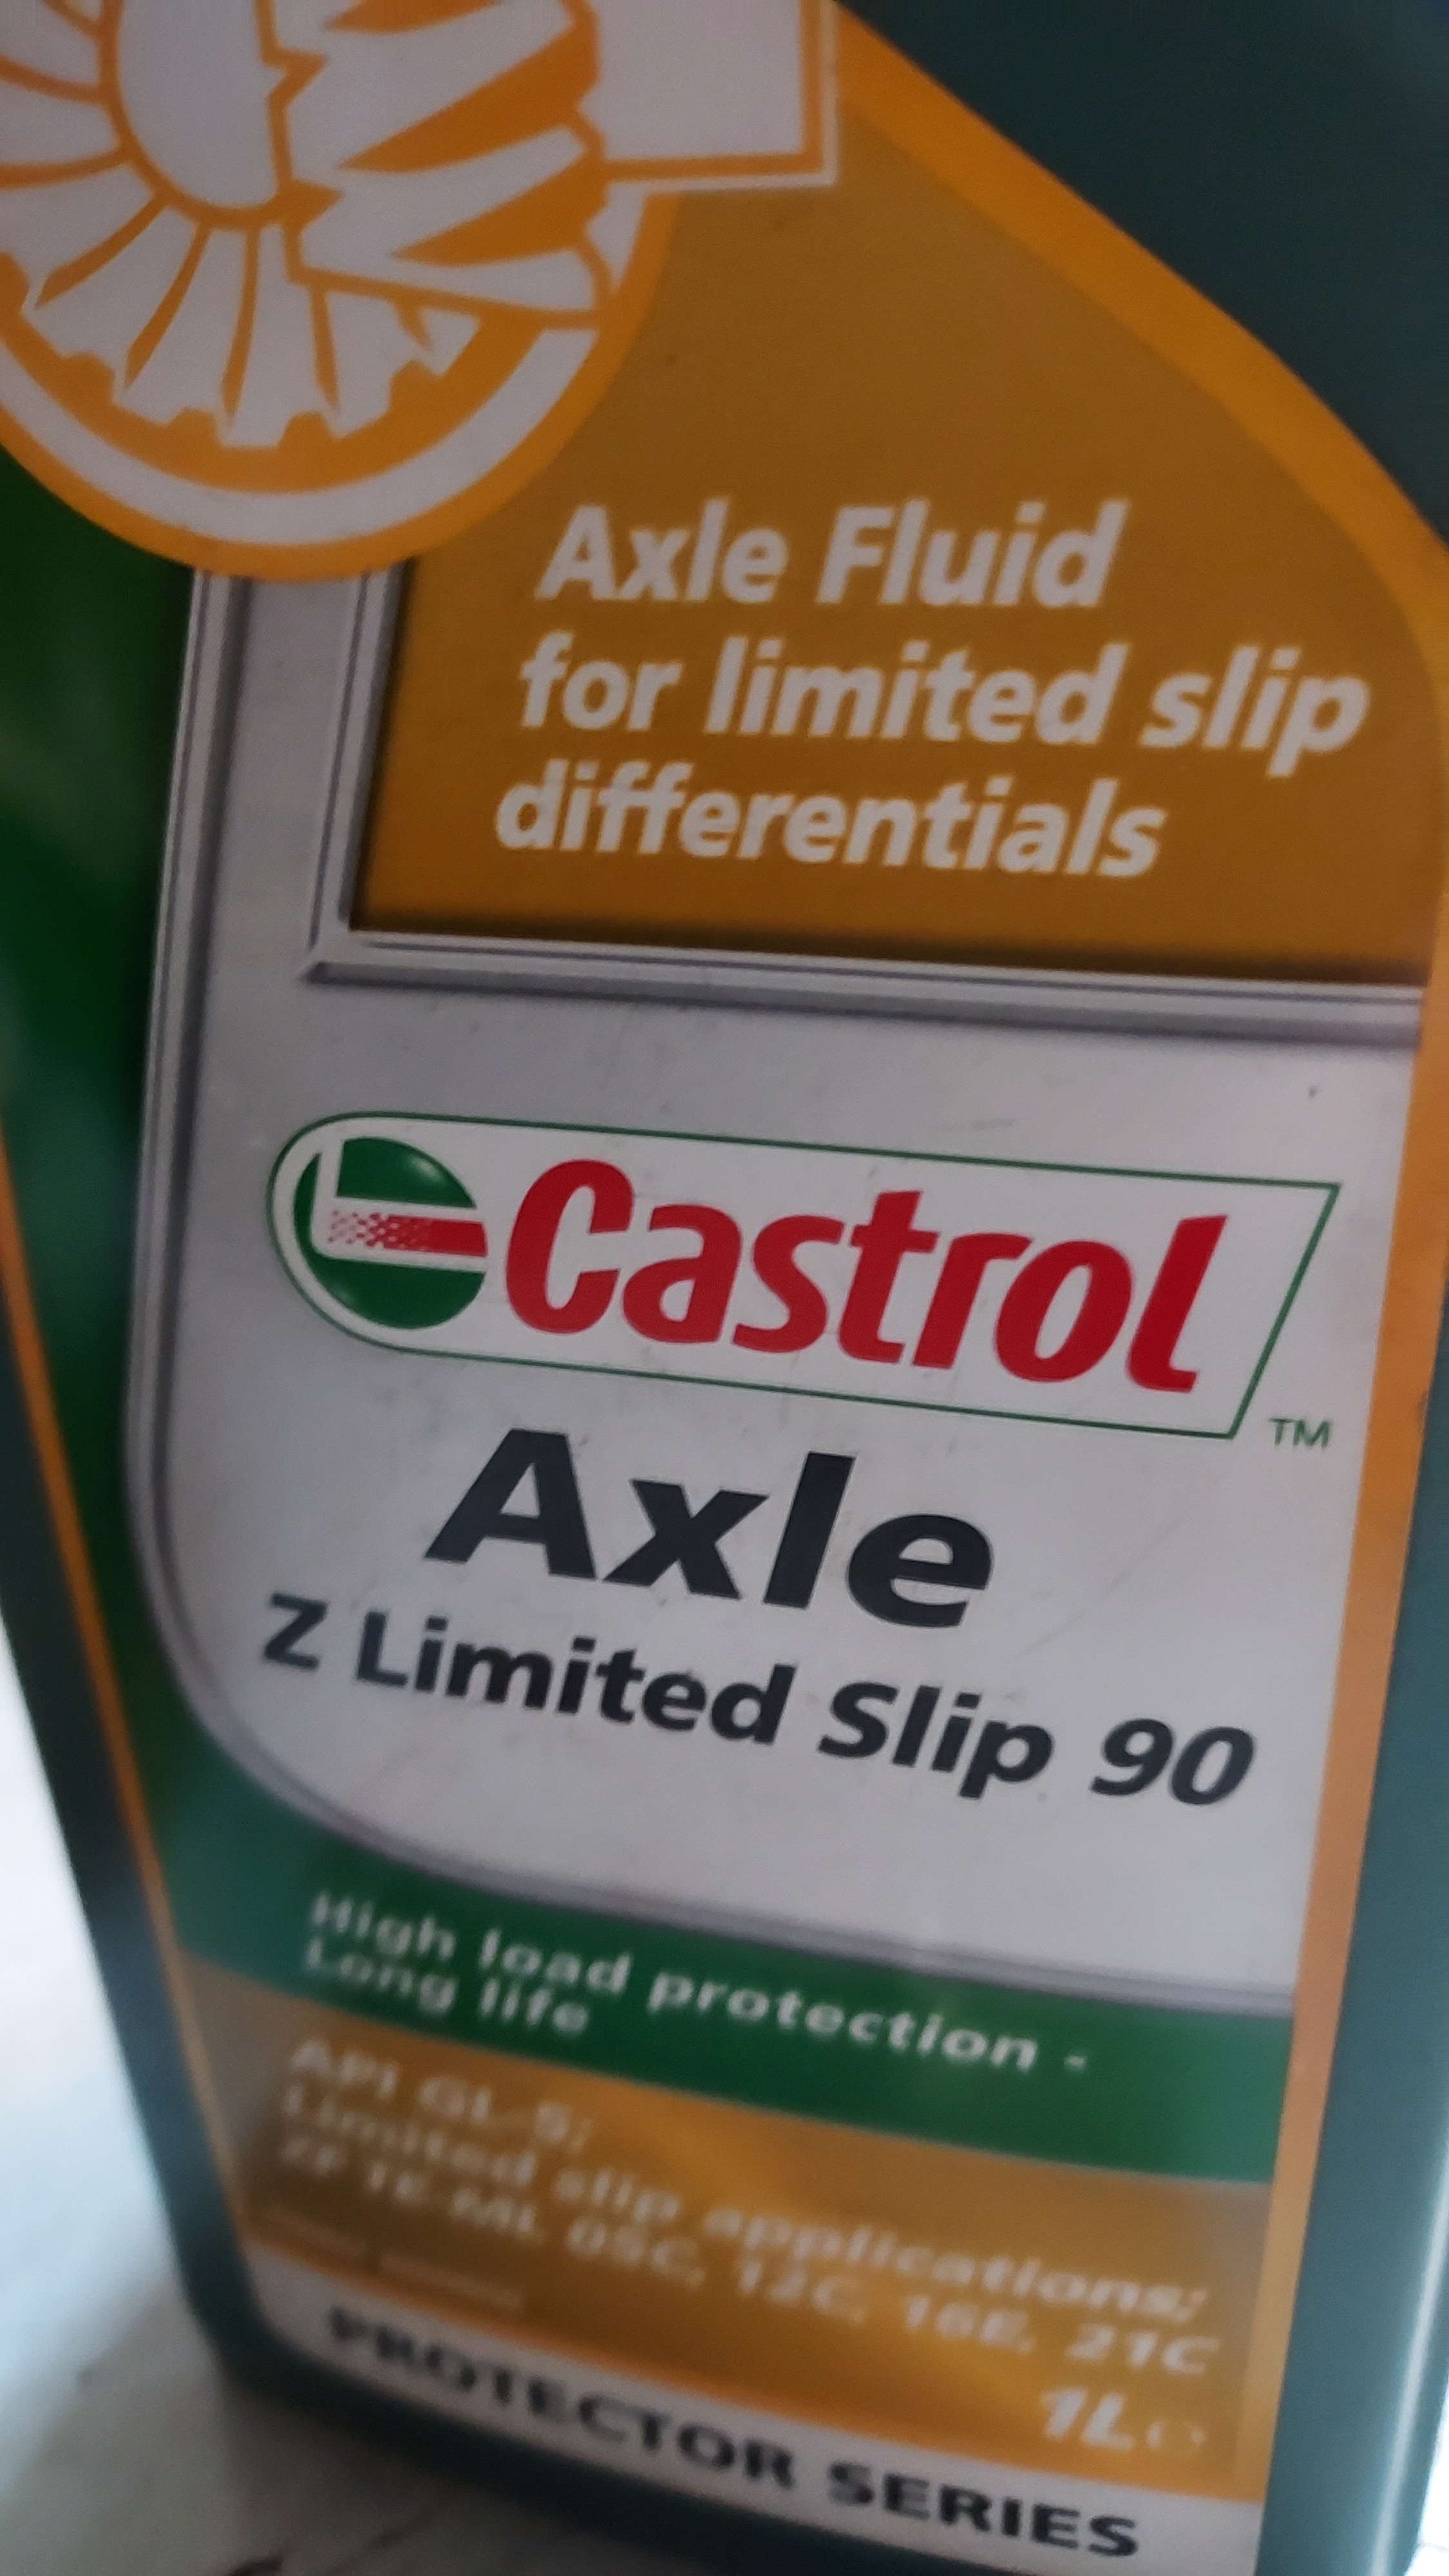 Axle Fluid
for limited slip
differentials
Castrol
TM
Axle
Z Limited Slip 90
High load protection -
Long life
API GL-5;
Limited slip applications;
ZF TE-ML 05C, 12C, 16E, 21C
1L
PROTECTOR SERIES